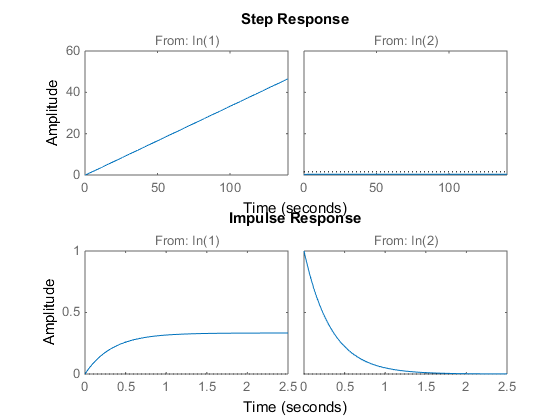 Step Response
From: In(1) From: In(2)
60
40
20
0
Amplitude
0 50 100 0 50 100
Time (seconds)
Impulse Response
From: In(1) From: In(2)
1
0.5
0
Amplitude
0 0.5 1 1.5 2 2.5 0 0.5 1 1.5 2 2.5
Time (seconds)